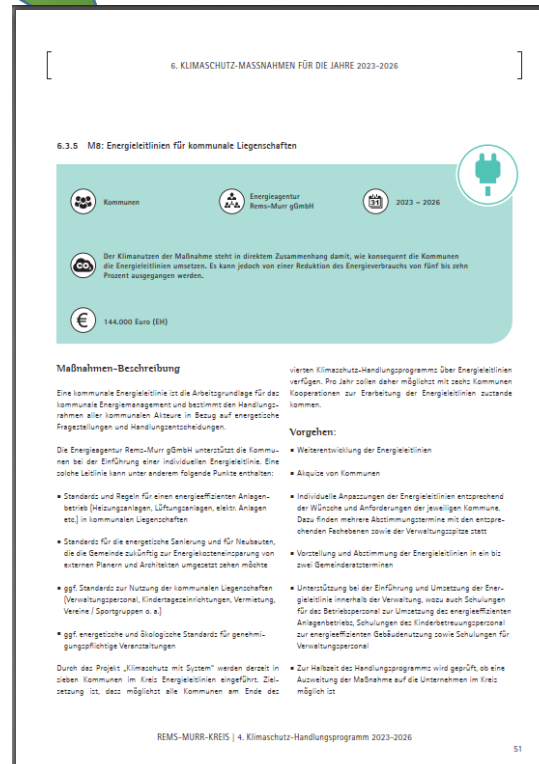 6. KLIMASCHUTZ-MASSNAHMEN FÜR DIE JAHRE 2023-2026
6.3.5 M8: Energieleitlinien für kommunale Liegenschaften
Kommunen
Energieagentur
Rems-Murr gGmbH
31
2023 – 2026
CO₂
Der Klimanutzen der Maßnahme steht in direktem Zusammenhang damit, wie konsequent die Kommunen
die Energieleitlinien umsetzen. Es kann jedoch von einer Reduktion des Energieverbrauchs von fünf bis zehn
Prozent ausgegangen werden.
€
144.000 Euro (EH)
Maßnahmen-Beschreibung
Eine kommunale Energieleitlinie ist die Arbeitsgrundlage für das
kommunale Energiemanagement und bestimmt den Handlungs-
rahmen aller kommunalen Akteure in Bezug auf energetische
Fragestellungen und Handlungsentscheidungen.
Die Energieagentur Rems-Murr gGmbH unterstützt die Kommu-
nen bei der Einführung einer individuellen Energieleitlinie. Eine
solche Leitlinie kann unter anderem folgende Punkte enthalten:
▪ Standards und Regeln für einen energieeffizienten Anlagen-
betrieb (Heizungsanlagen, Lüftungsanlagen, elektr. Anlagen
etc.) in kommunalen Liegenschaften
▪ Standards für die energetische Sanierung und für Neubauten,
die die Gemeinde zukünftig zur Energiekosteneinsparung von
externen Planern und Architekten umgesetzt sehen möchte
▪ ggf. Standards zur Nutzung der kommunalen Liegenschaften
(Verwaltungspersonal, Kindertageseinrichtungen, Vermietung,
Vereine / Sportgruppen o. a.)
▪ ggf. energetische und ökologische Standards für genehmi-
gungspflichtige Veranstaltungen
Durch das Projekt „Klimaschutz mit System“ werden derzeit in
sieben Kommunen im Kreis Energieleitlinien eingeführt. Ziel-
setzung ist, dass möglichst alle Kommunen am Ende des
vierten Klimaschutz-Handlungsprogramms über Energieleitlinien
verfügen. Pro Jahr sollen daher möglichst mit sechs Kommunen
Kooperationen zur Erarbeitung der Energieleitlinien zustande
kommen.
Vorgehen:
▪ Weiterentwicklung der Energieleitlinien
▪ Akquise von Kommunen
▪ Individuelle Anpassungen der Energieleitlinien entsprechend
der Wünsche und Anforderungen der jeweiligen Kommune.
Dazu finden mehrere Abstimmungstermine mit den entspre-
chenden Fachebenen sowie der Verwaltungsspitze statt
▪ Vorstellung und Abstimmung der Energieleitlinien in ein bis
zwei Gemeinderatsterminen
▪ Unterstützung bei der Einführung und Umsetzung der Ener-
gieleitlinie innerhalb der Verwaltung, wozu auch Schulungen
für das Betriebspersonal zur Umsetzung des energieeffizienten
Anlagenbetriebs, Schulungen des Kinderbetreuungspersonal
zur energieeffizienten Gebäudenutzung sowie Schulungen für
Verwaltungspersonal
▪ Zur Halbzeit des Handlungsprogramms wird geprüft, ob eine
Ausweitung der Maßnahme auf die Unternehmen im Kreis
möglich ist
REMS-MURR-KREIS | 4. Klimaschutz-Handlungsprogramm 2023-2026
51